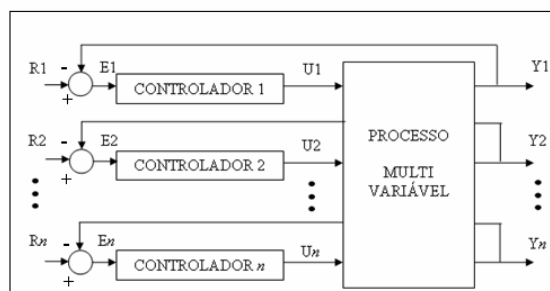 R1 - + E1 CONTROLADOR 1 U1 Y1
R2 - + E2 CONTROLADOR 2 U2 Y2
PROCESSO
MULTI
VARIÁVEL
Rn - + En CONTROLADOR n Un Yn